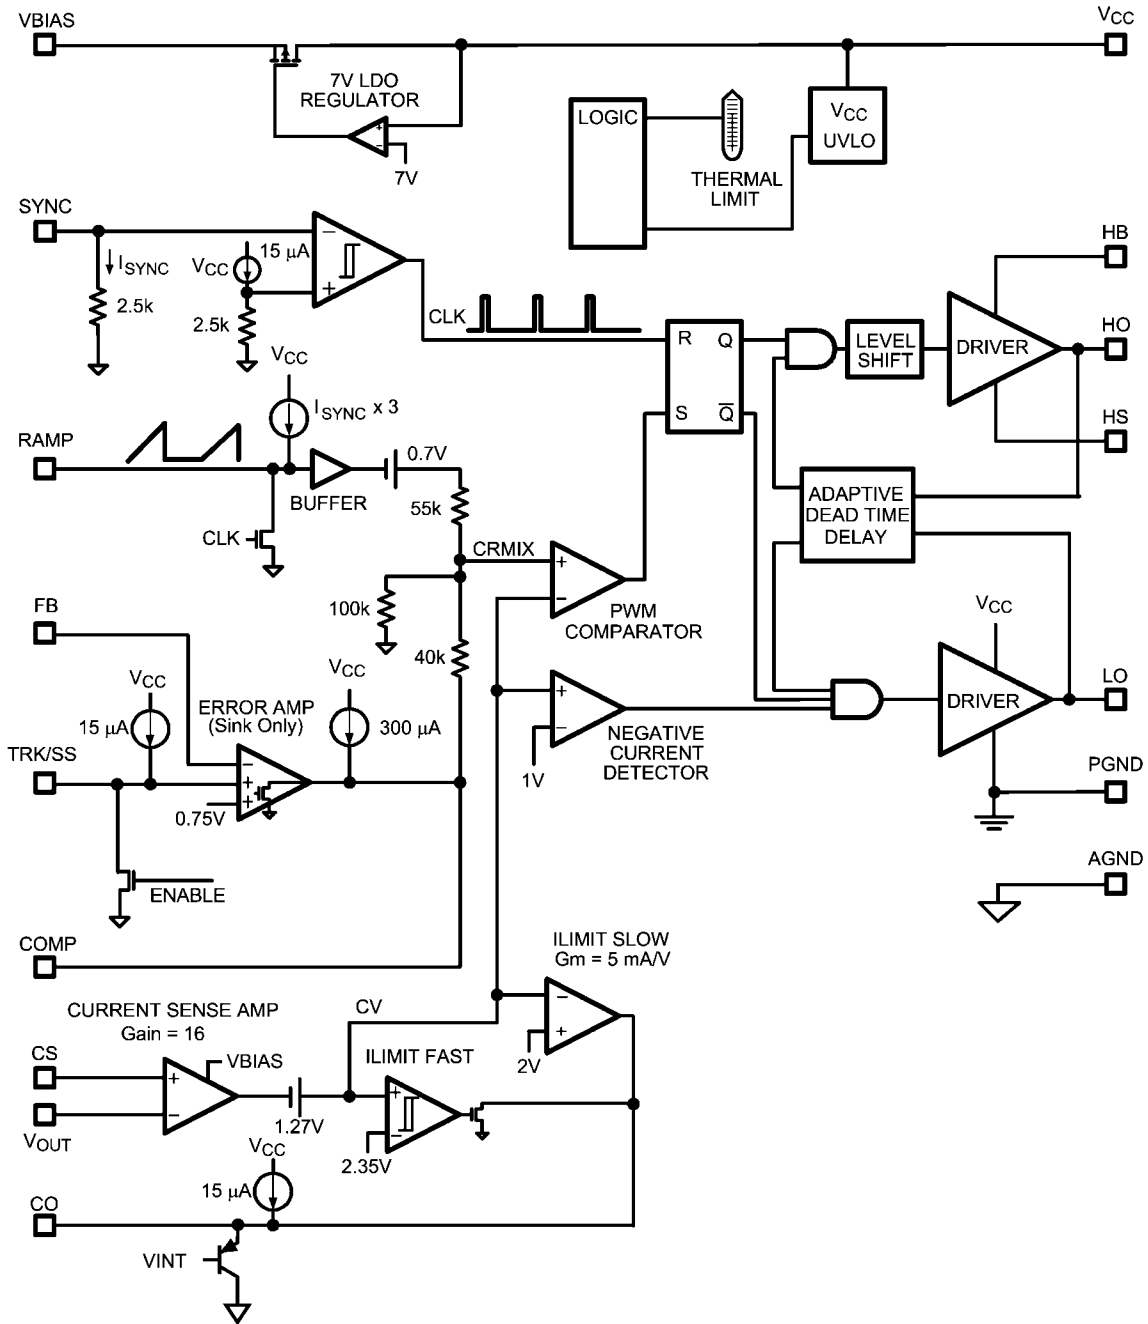 VBIAS
VCC
7V LDO
REGULATOR
+
−
7V
LOGIC
THERMAL
LIMIT
VCC
UVLO
SYNC
ISYNC
2.5k
VCC
15 µA
2.5k
−
+
CLK
HB
HO
HS
R Q
S Q̅
LEVEL
SHIFT
DRIVER
VCC
ISYNC x 3
RAMP
BUFFER
0.7V
55k
CLK
CRMIX
+
−
PWM
COMPARATOR
ADAPTIVE
DEAD TIME
DELAY
100k
40k
FB
VCC
15 µA
ERROR AMP
(Sink Only)
VCC
300 µA
TRK/SS
−
+
+
0.75V
ENABLE
+
−
1V
NEGATIVE
CURRENT
DETECTOR
VCC
DRIVER
LO
PGND
AGND
COMP
ILIMIT SLOW
Gm = 5 mA/V
−
+
2V
CURRENT SENSE AMP
Gain = 16
CV
CS
+
−
VBIAS
VOUT
1.27V
ILIMIT FAST
+
−
2.35V
VCC
15 µA
CO
VINT